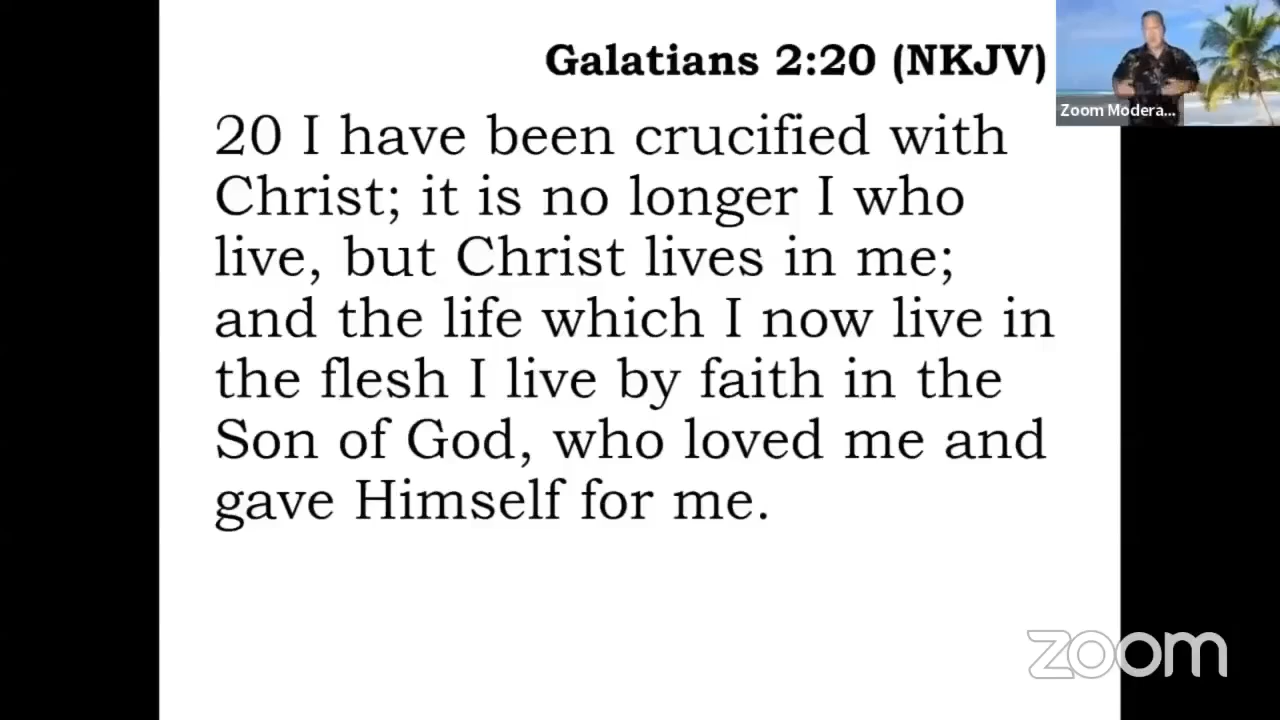 Galatians 2:20 (NKJV)
Zoom Modera...
20 I have been crucified with
Christ; it is no longer I who
live, but Christ lives in me;
and the life which I now live in
the flesh I live by faith in the
Son of God, who loved me and
gave Himself for me.
zoom